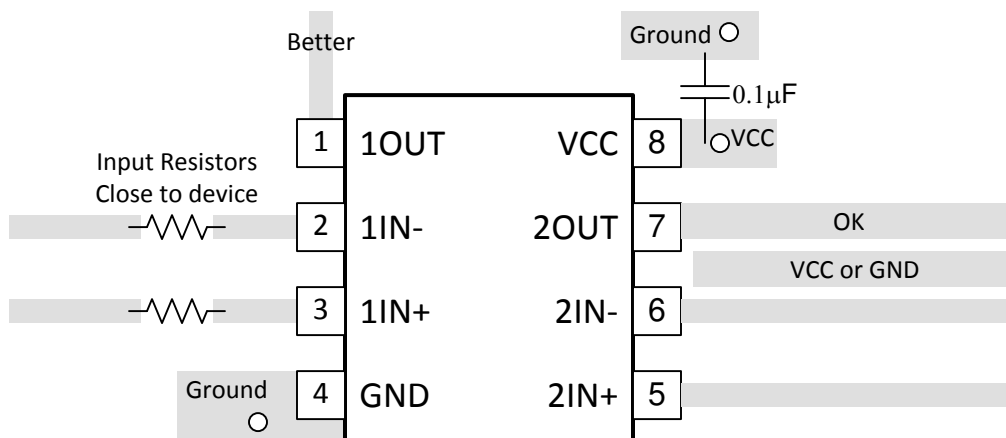 Better
Ground
0.1μF
1 1OUT VCC 8 VCC
Input Resistors
Close to device
2 1IN- 2OUT 7 OK
VCC or GND
3 1IN+ 2IN- 6
Ground
4 GND 2IN+ 5